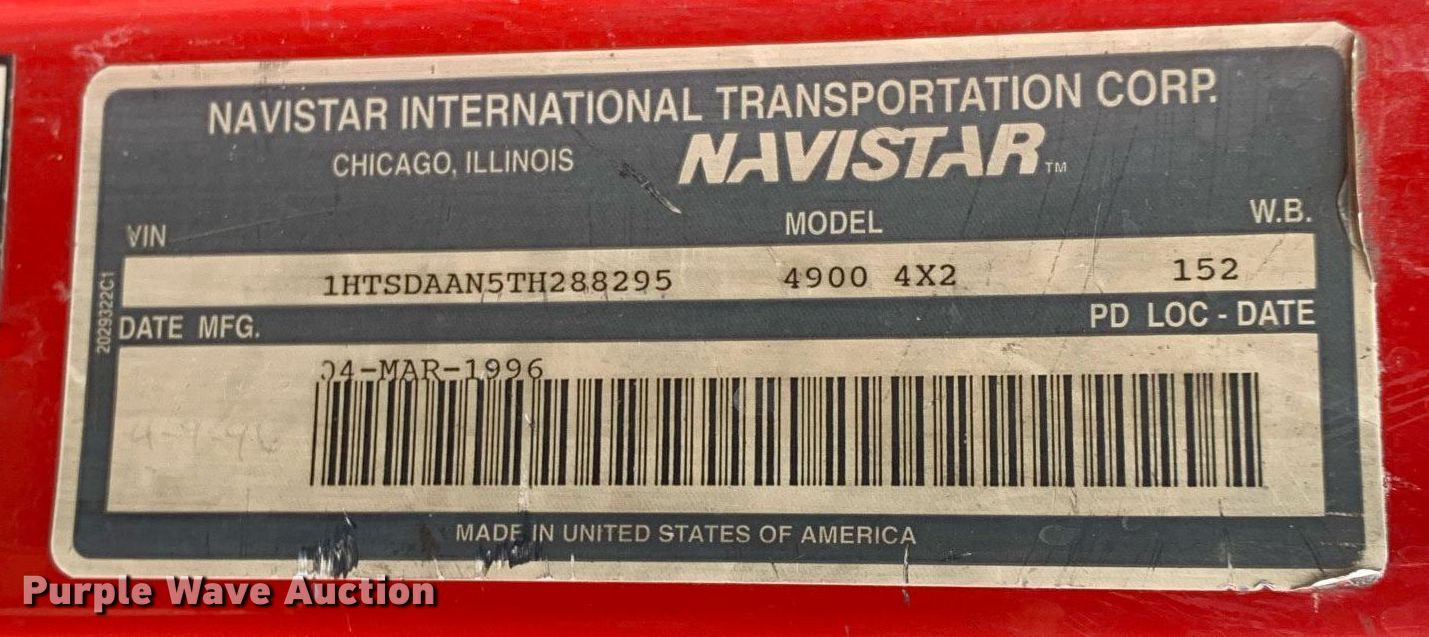 NAVISTAR INTERNATIONAL TRANSPORTATION CORP.
CHICAGO, ILLINOIS NAVISTAR™
VIN MODEL W.B.
1HTSDAAN5TH288295 4900 4X2 152
2029322C1
DATE MFG. PD LOC - DATE
04-MAR-1996
MADE IN UNITED STATES OF AMERICA
Purple Wave Auction